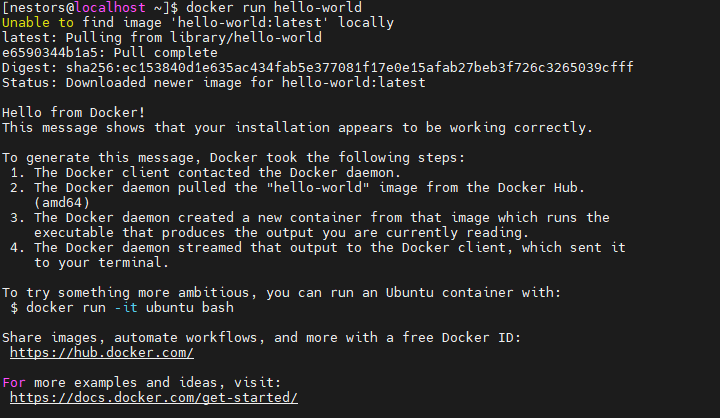 [nestors@localhost ~]$ docker run hello-world
Unable to find image 'hello-world:latest' locally
latest: Pulling from library/hello-world
e6590344b1a5: Pull complete
Digest: sha256:ec153840d1e635ac434fab5e377081f17e0e15afab27beb3f726c3265039cfff
Status: Downloaded newer image for hello-world:latest

Hello from Docker!
This message shows that your installation appears to be working correctly.

To generate this message, Docker took the following steps:
 1. The Docker client contacted the Docker daemon.
 2. The Docker daemon pulled the "hello-world" image from the Docker Hub.
    (amd64)
 3. The Docker daemon created a new container from that image which runs the
    executable that produces the output you are currently reading.
 4. The Docker daemon streamed that output to the Docker client, which sent it
    to your terminal.

To try something more ambitious, you can run an Ubuntu container with:
 $ docker run -it ubuntu bash

Share images, automate workflows, and more with a free Docker ID:
 https://hub.docker.com/

For more examples and ideas, visit:
 https://docs.docker.com/get-started/